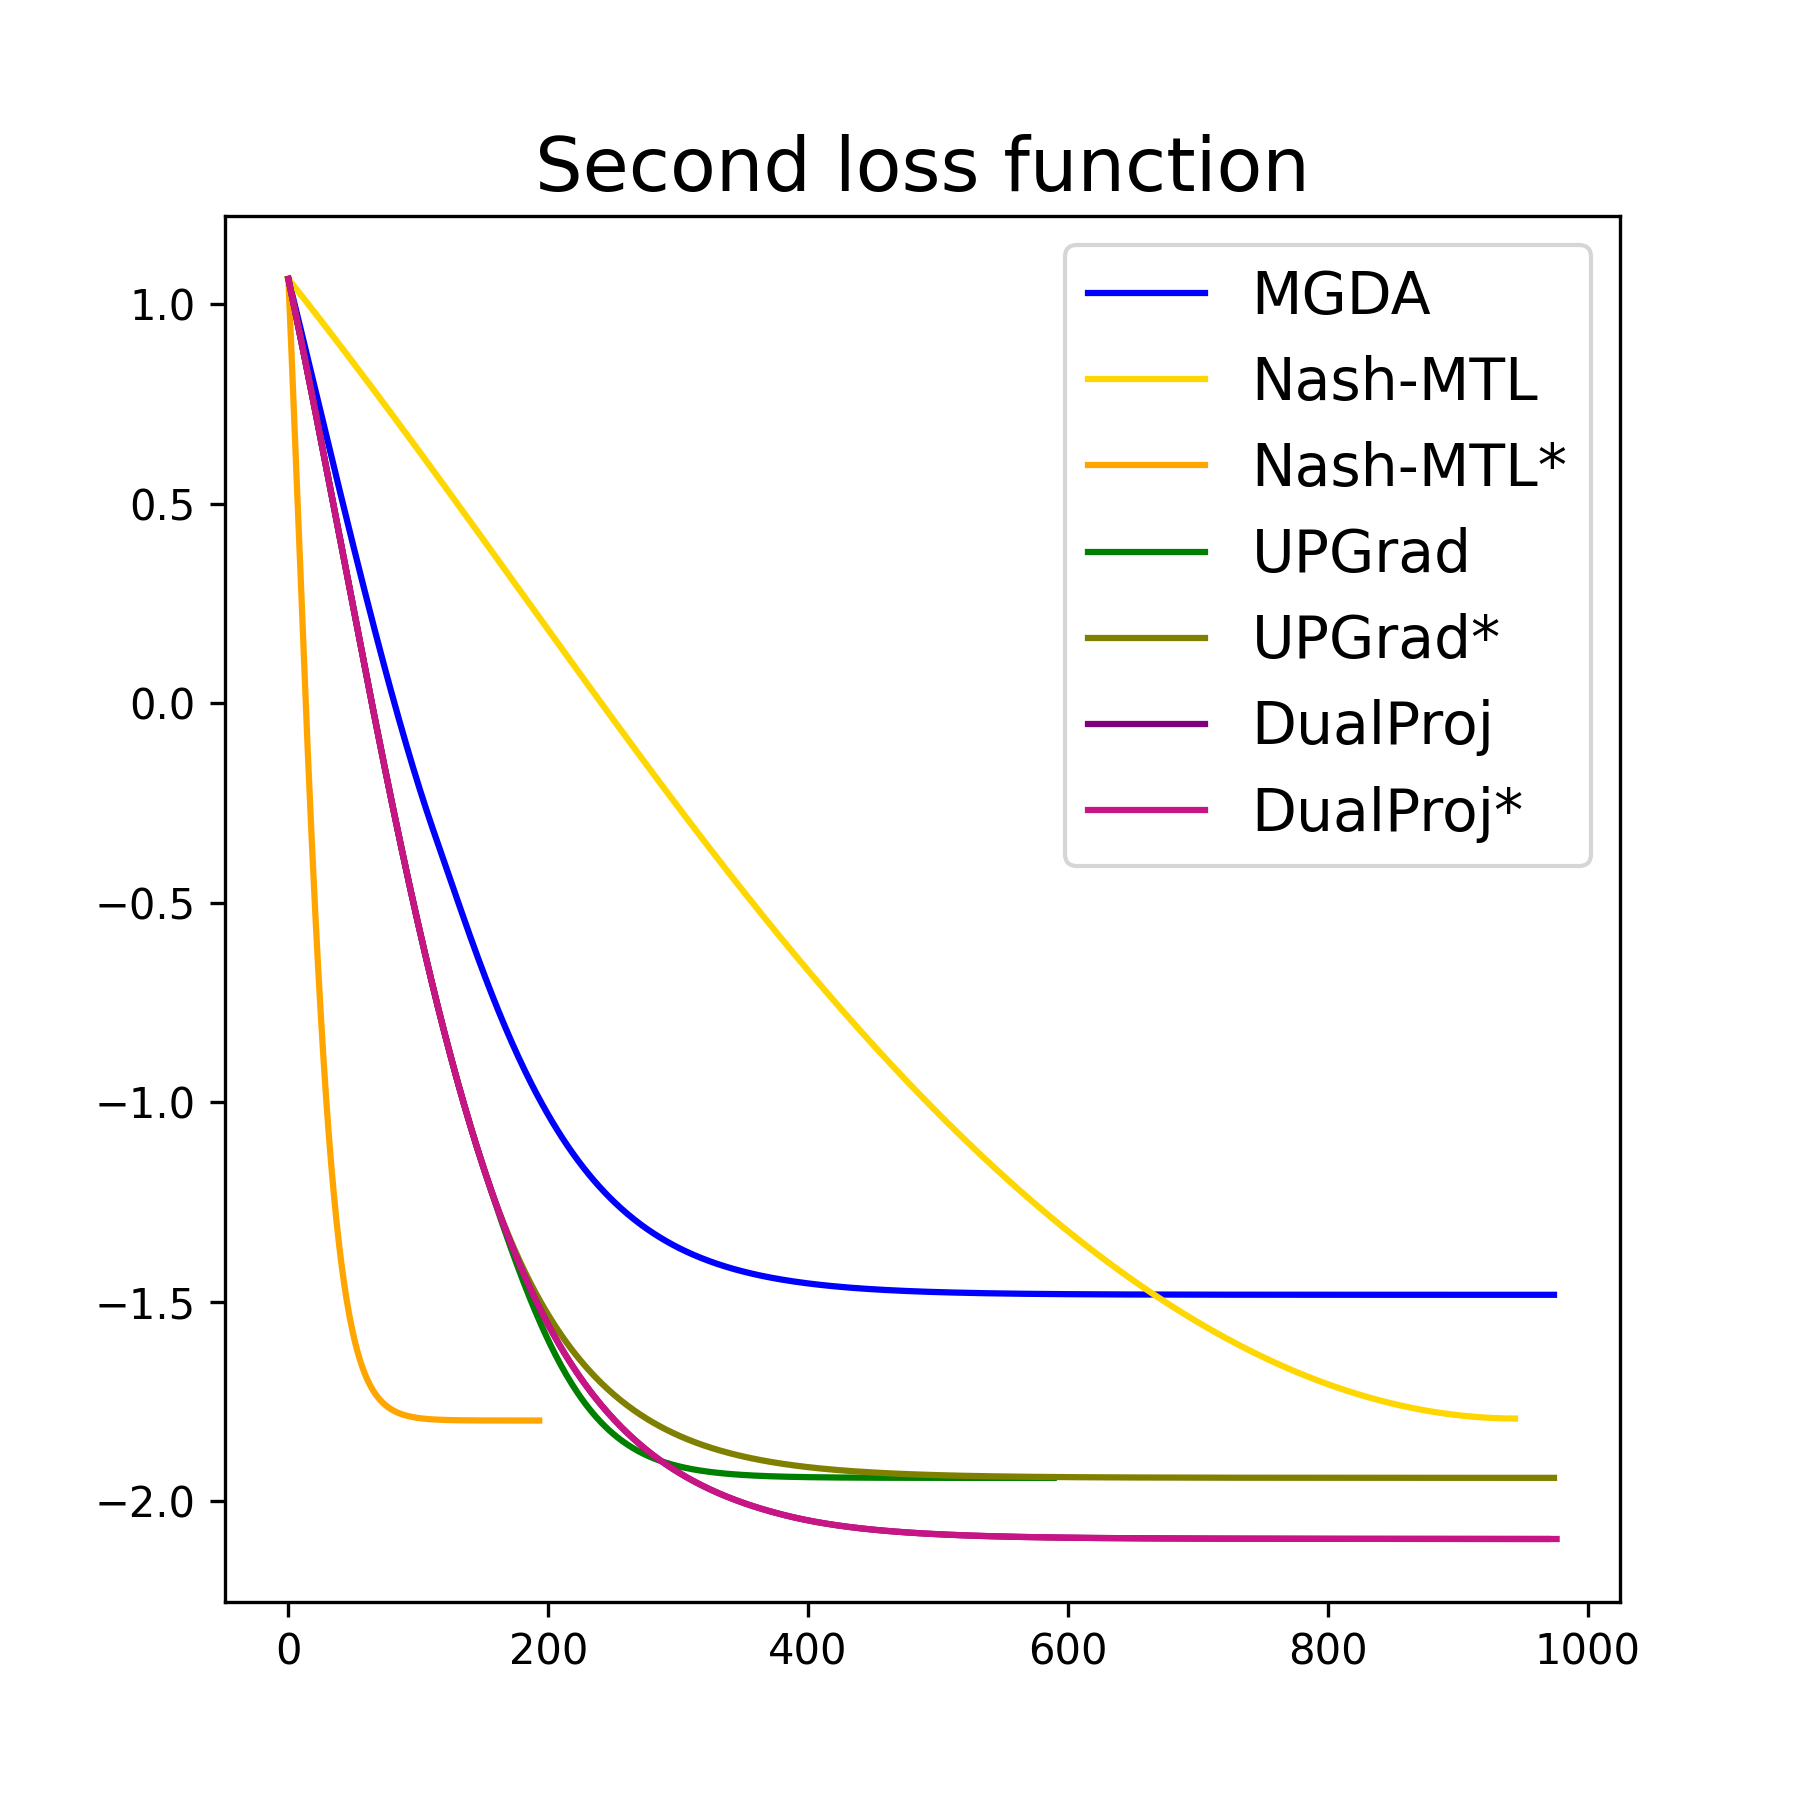 Second loss function
1.0
0.5
0.0
−0.5
−1.0
−1.5
−2.0
MGDA
Nash-MTL
Nash-MTL*
UPGrad
UPGrad*
DualProj
DualProj*
0 200 400 600 800 1000